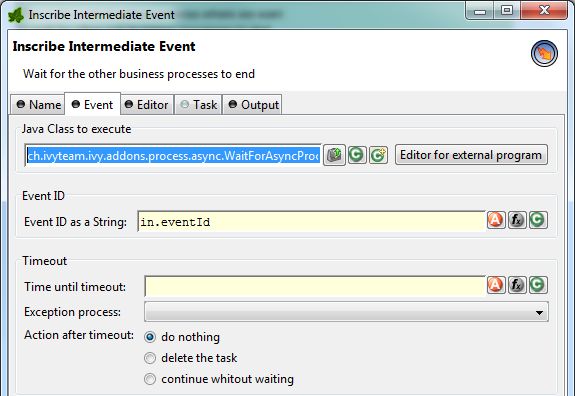 Inscribe Intermediate Event
Inscribe Intermediate Event
Wait for the other business processes to end
Name Event Editor Task Output
Java Class to execute
ch.ivyteam.ivy.addons.process.async.WaitForAsyncProc Editor for external program
Event ID
Event ID as a String: in.eventId A fx C
Timeout
Time until timeout: A fx C
Exception process:
Action after timeout: do nothing
delete the task
continue whitout waiting